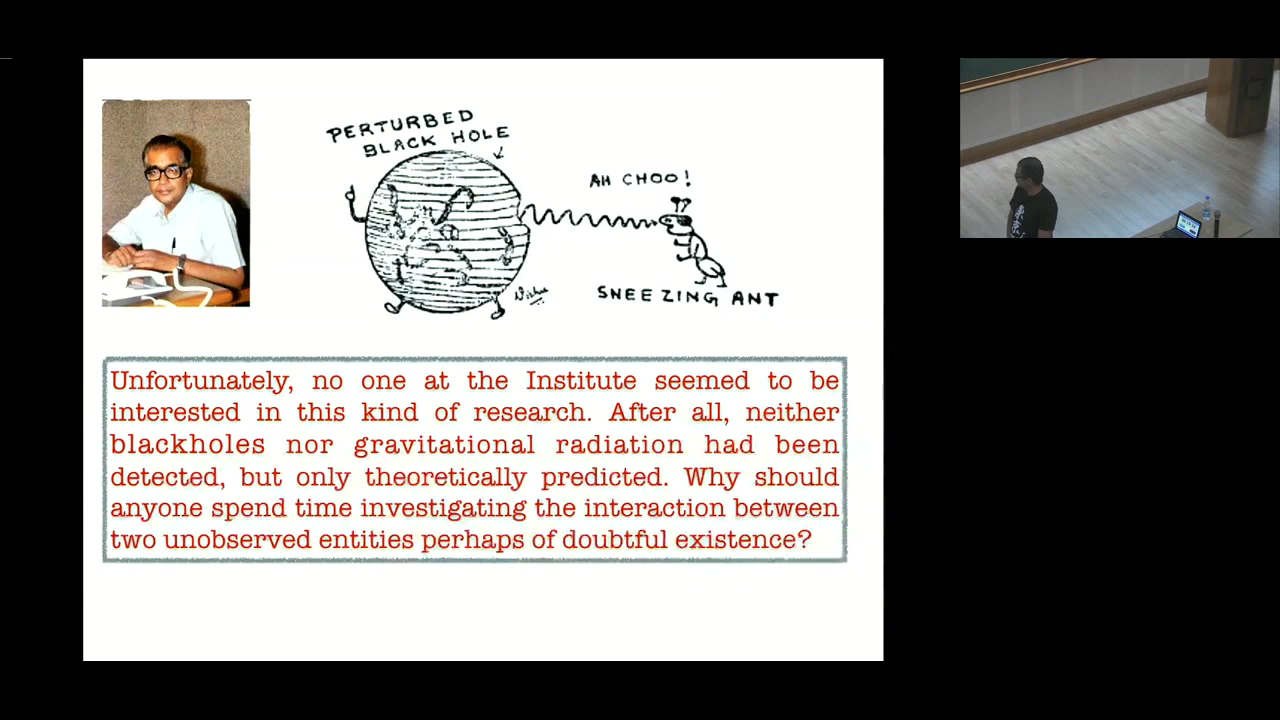 PERTURBED
BLACK HOLE
AH CHOO!
SNEEZING ANT
Vishu
Unfortunately, no one at the Institute seemed to be
interested in this kind of research. After all, neither
blackholes nor gravitational radiation had been
detected, but only theoretically predicted. Why should
anyone spend time investigating the interaction between
two unobserved entities perhaps of doubtful existence?